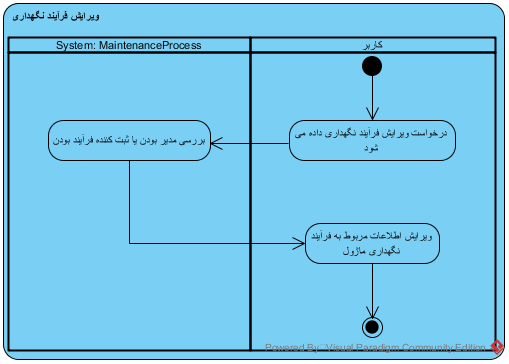 ویرایش فرآیند نگهداری
System: MaintenanceProcess
کاربر
درخواست ویرایش فرآیند نگهداری داده می
شود
بررسی مدیر بودن یا ثبت کننده فرآیند بودن
ویرایش اطلاعات مربوط به فرآیند
نگهداری ماژول
Powered By Visual Paradigm Community Edition